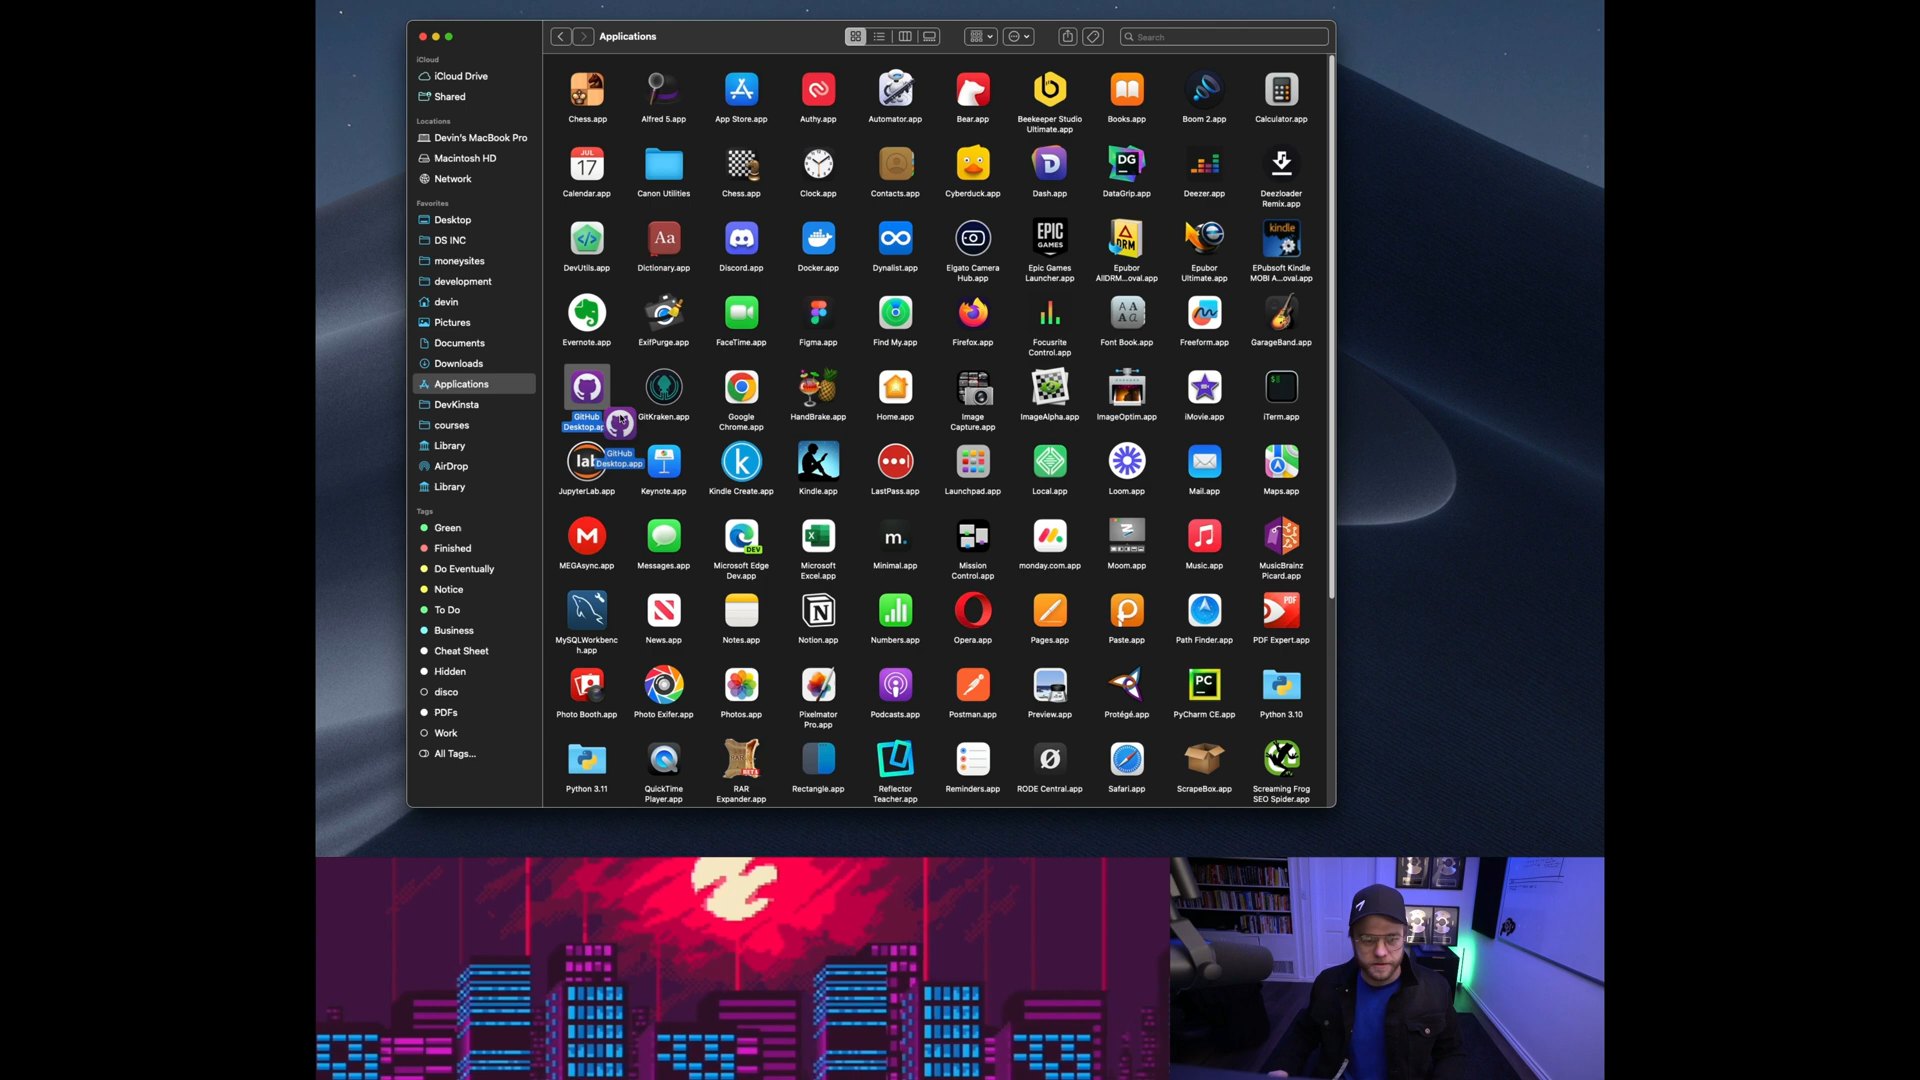 Applications
Search
iCloud
iCloud Drive
Shared
Locations
Devin's MacBook Pro
Macintosh HD
Network
Favorites
Desktop
DS INC
moneysites
development
devin
Pictures
Documents
Downloads
Applications
DevKinsta
courses
Library
AirDrop
Library
Tags
Green
Finished
Do Eventually
Notice
To Do
Business
Cheat Sheet
Hidden
disco
PDFs
Work
All Tags...
Chess.app
Alfred 5.app
App Store.app
Authy.app
Automator.app
Bear.app
Beekeeper Studio
Ultimate.app
Books.app
Boom 2.app
Calculator.app
JUL
17
Calendar.app
Canon Utilities
Chess.app
Clock.app
Contacts.app
Cyberduck.app
D
Dash.app
DG
DataGrip.app
Deezer.app
Deezloader
Remix.app
DevUtils.app
Aa
Dictionary.app
Discord.app
Docker.app
Dynalist.app
Elgato Camera
Hub.app
EPIC
GAMES
Epic Games
Launcher.app
DRM
Epubor
AllDRM...oval.app
Epubor
Ultimate.app
kindle
EPubsoft Kindle
MOBI A...oval.app
Evernote.app
ExifPurge.app
FaceTime.app
Figma.app
Find My.app
Firefox.app
Focusrite
Control.app
Font Book.app
Freeform.app
GarageBand.app
GitHub
Desktop.ap
GitKraken.app
Google
Chrome.app
HandBrake.app
Home.app
Image
Capture.app
ImageAlpha.app
ImageOptim.app
iMovie.app
iTerm.app
GitHub
Desktop.app
lab
JupyterLab.app
Keynote.app
k
Kindle Create.app
Kindle.app
LastPass.app
Launchpad.app
Local.app
Loom.app
Mail.app
Maps.app
M
MEGAsync.app
Messages.app
DEV
Microsoft Edge
Dev.app
Microsoft
Excel.app
m.
Minimal.app
Mission
Control.app
monday.com.app
Moom.app
Music.app
MusicBrainz
Picard.app
MySQLWorkbenc
h.app
News.app
Notes.app
Notion.app
Numbers.app
Opera.app
Pages.app
Paste.app
Path Finder.app
PDF
PDF Expert.app
Photo Booth.app
Photo Exifer.app
Photos.app
Pixelmator
Pro.app
Podcasts.app
Postman.app
Preview.app
Protégé.app
PC
PyCharm CE.app
Python 3.10
Python 3.11
QuickTime
Player.app
RAR
Expander.app
Rectangle.app
Reflector
Teacher.app
Reminders.app
RODE Central.app
Safari.app
ScrapeBox.app
Screaming Frog
SEO Spider.app